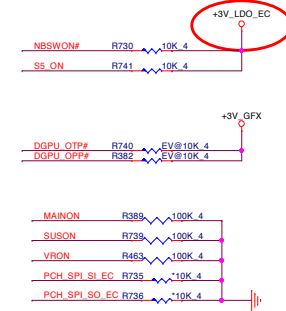 +3V_LDO_EC
NBSWON# R730 10K_4
S5_ON R741 10K_4
+3V_GFX
DGPU_OTP# R740 EV@10K_4
DGPU_OPP# R382 EV@10K_4
MAINON R389 100K_4
SUSON R739 100K_4
VRON R463 100K_4
PCH_SPI_SI_EC R735 *10K_4
PCH_SPI_SO_EC R736 *10K_4